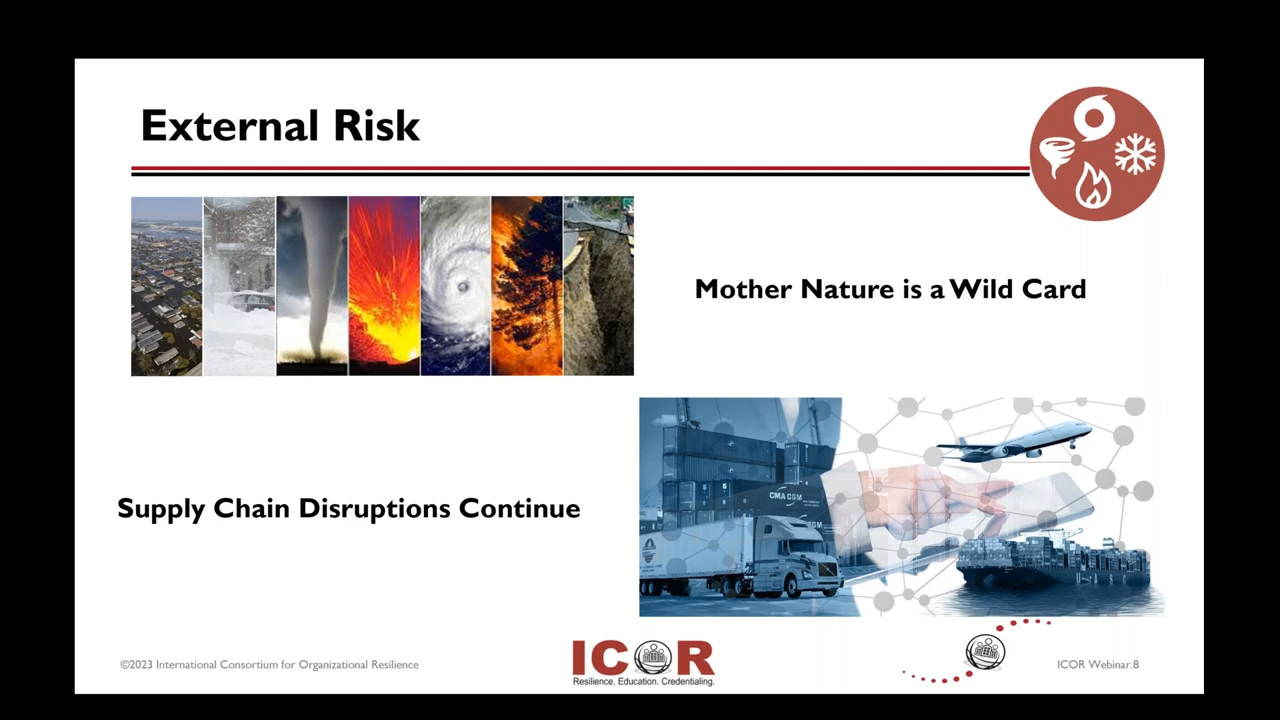 External Risk
Mother Nature is a Wild Card
Supply Chain Disruptions Continue
CMA CGM
UASC
©2023 International Consortium for Organizational Resilience
ICOR
Resilience. Education. Credentialing.
ICOR Webinar.8